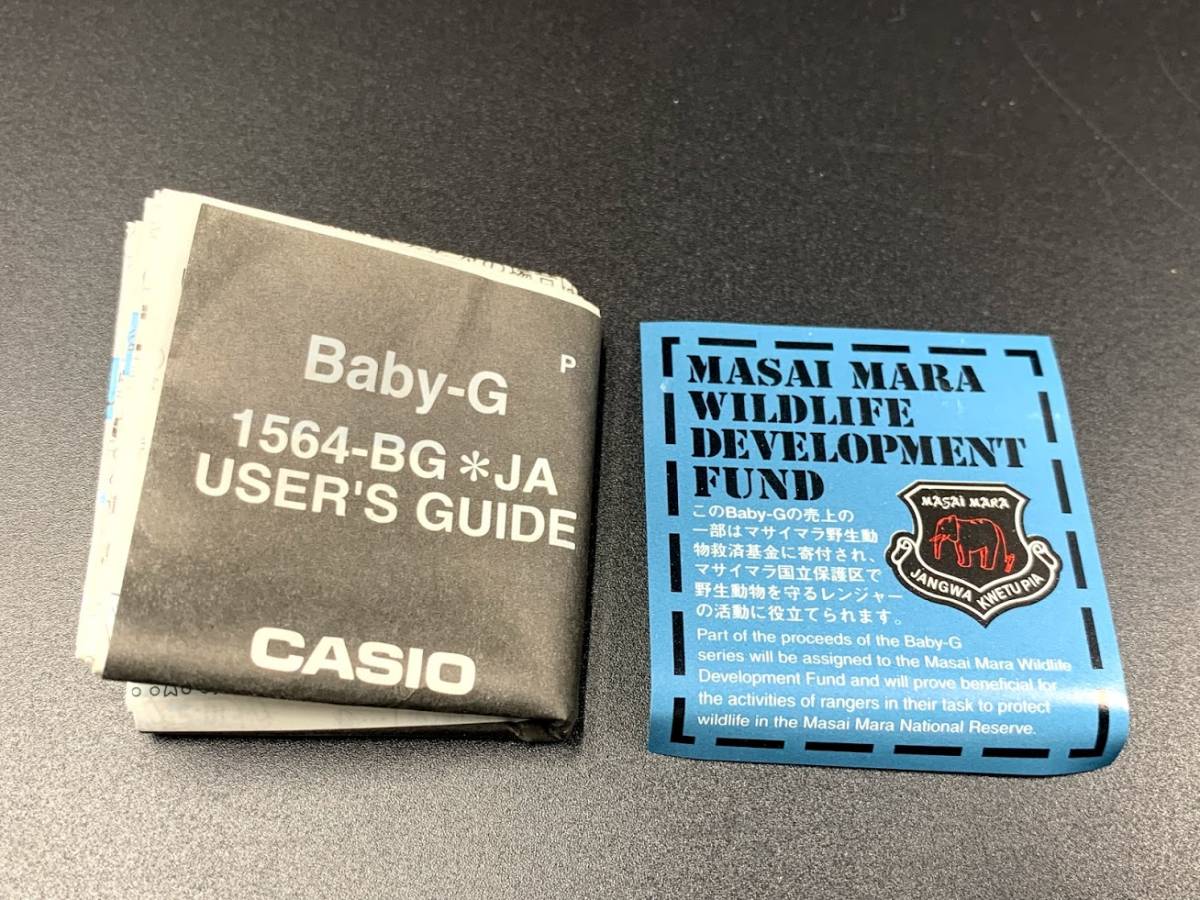 Baby-G
P
1564-BG＊JA
USER'S GUIDE
CASIO
MASAI MARA
WILDLIFE
DEVELOPMENT
FUND
このBaby-Gの売上の
一部はマサイマラ野生動
物救済基金に寄付され、
マサイマラ国立保護区で
野生動物を守るレンジャー
の活動に役立てられます。
MASAI MARA
JANGWA KWETU PIA
Part of the proceeds of the Baby-G
series will be assigned to the Masai Mara Wildlife
Development Fund and will prove beneficial for
the activities of rangers in their task to protect
wildlife in the Masai Mara National Reserve.